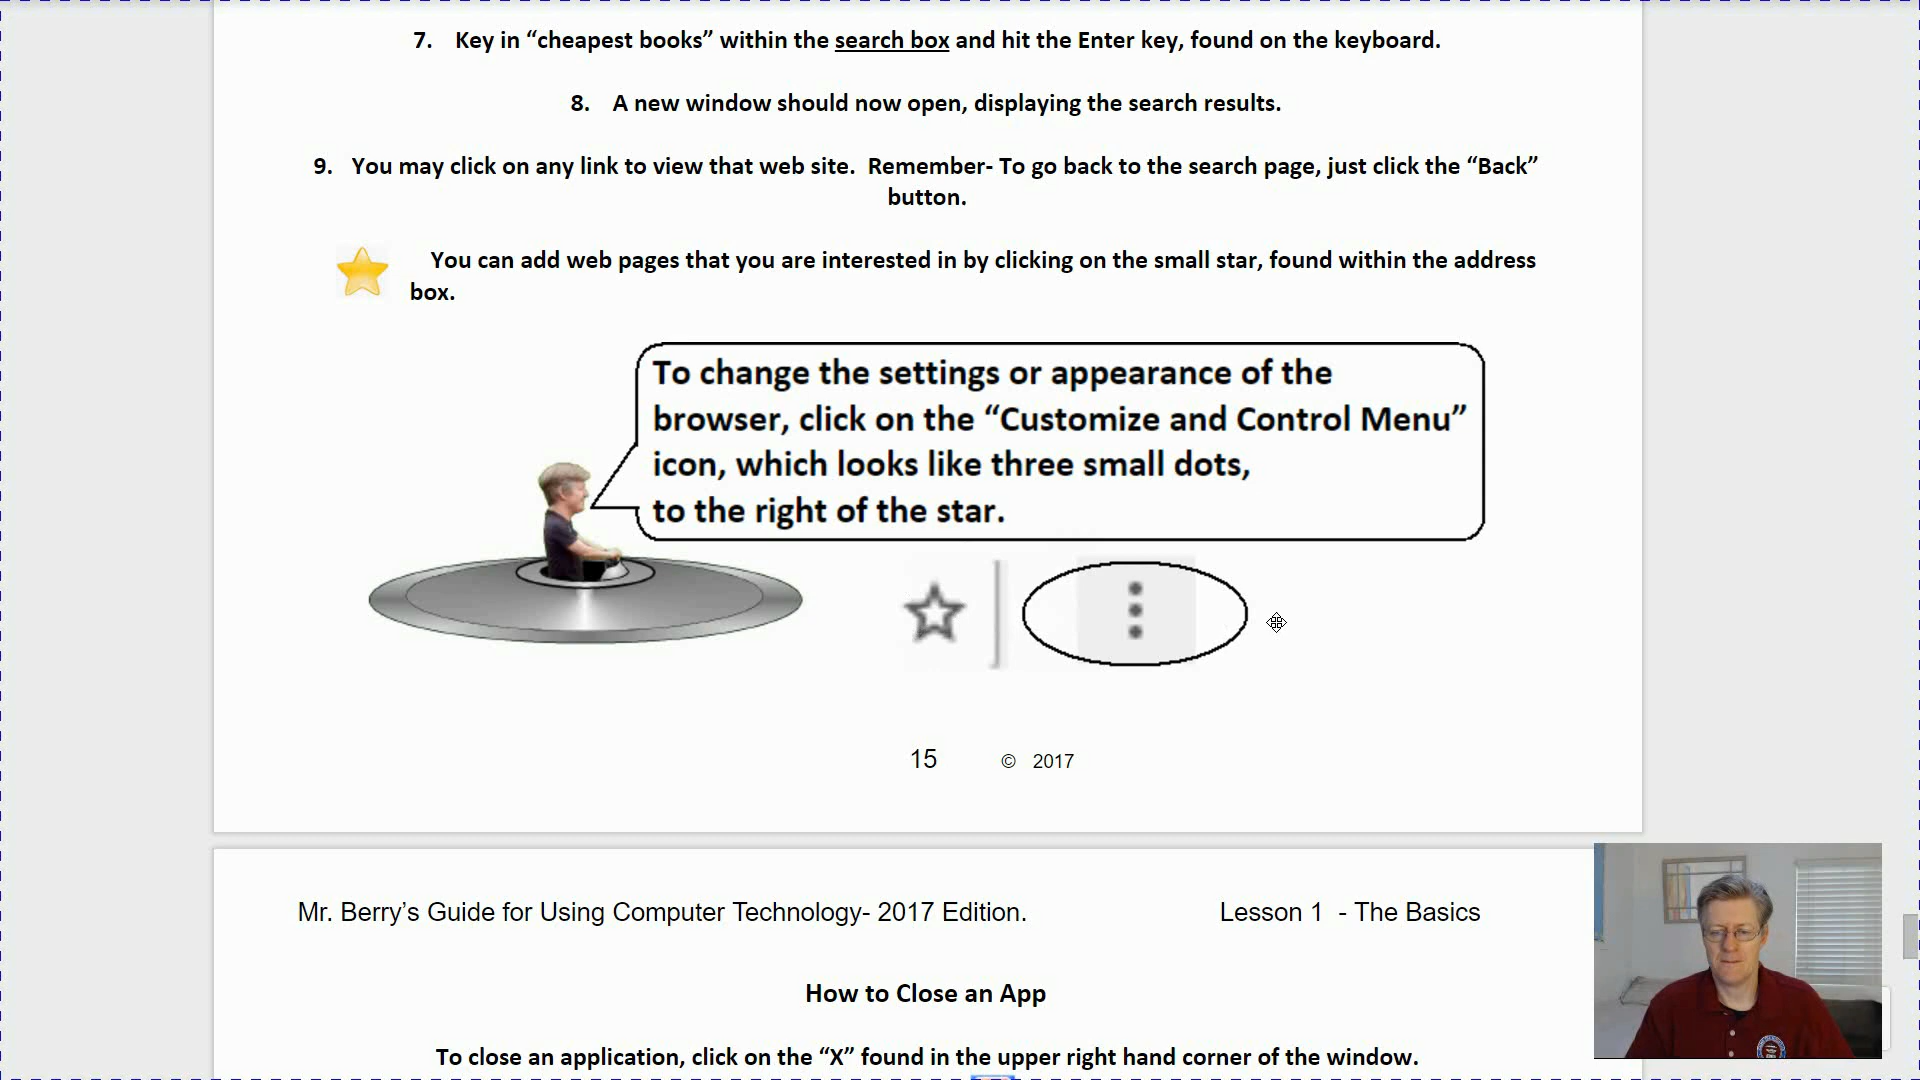 7. Key in “cheapest books” within the search box and hit the Enter key, found on the keyboard.
8. A new window should now open, displaying the search results.
9. You may click on any link to view that web site. Remember- To go back to the search page, just click the “Back”
button.
You can add web pages that you are interested in by clicking on the small star, found within the address
box.
To change the settings or appearance of the
browser, click on the “Customize and Control Menu”
icon, which looks like three small dots,
to the right of the star.
15 © 2017
Mr. Berry’s Guide for Using Computer Technology- 2017 Edition. Lesson 1 - The Basics
How to Close an App
To close an application, click on the “X” found in the upper right hand corner of the window.